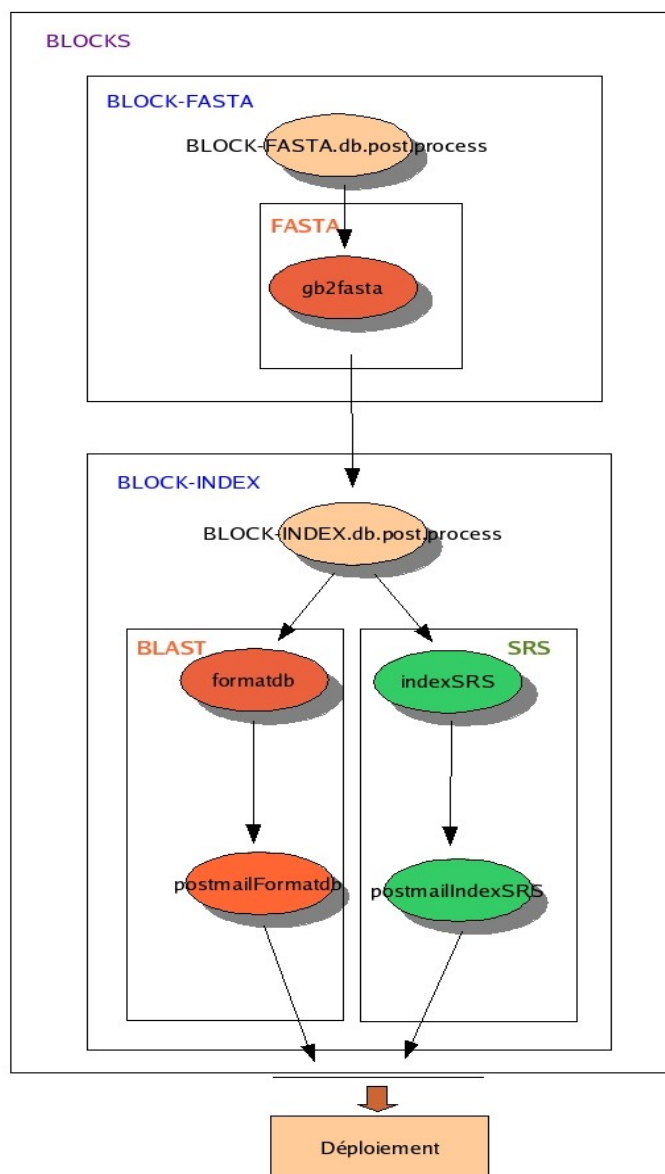 BLOCKS
BLOCK-FASTA
BLOCK-FASTA.db.post.process
FASTA
gb2fasta
BLOCK-INDEX
BLOCK-INDEX.db.post.process
BLAST
SRS
formatdb
indexSRS
postmailFormatdb
postmailIndexSRS
Déploiement